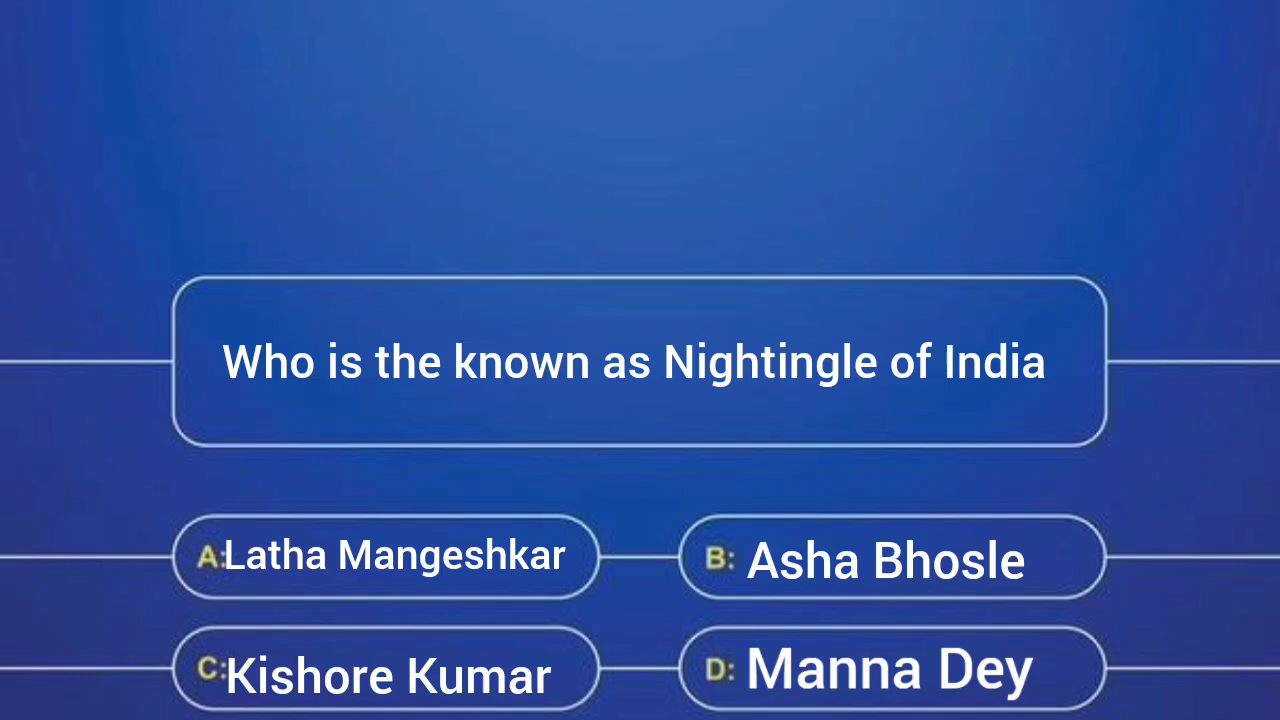 Who is the known as Nightingle of India
A: Latha Mangeshkar
B: Asha Bhosle
C: Kishore Kumar
D: Manna Dey